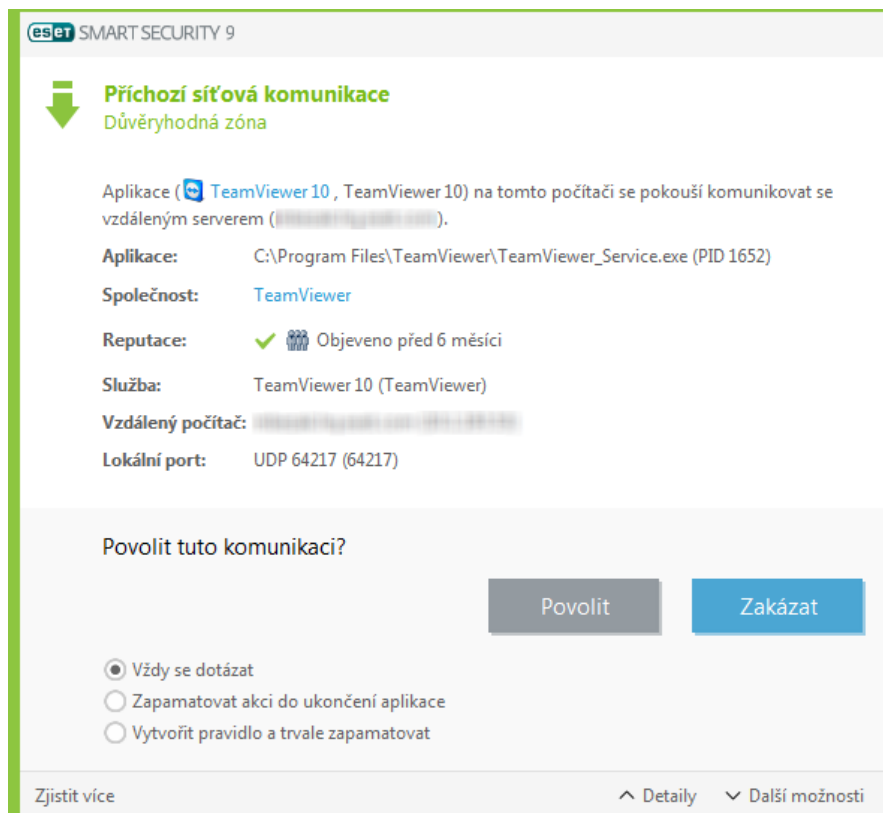 eset SMART SECURITY 9
Příchozí síťová komunikace
Důvěryhodná zóna
Aplikace ( TeamViewer 10 , TeamViewer 10) na tomto počítači se pokouší komunikovat se
vzdáleným serverem ( ).
Aplikace: C:\Program Files\TeamViewer\TeamViewer_Service.exe (PID 1652)
Společnost: TeamViewer
Reputace: Objeveno před 6 měsíci
Služba: TeamViewer 10 (TeamViewer)
Vzdálený počítač:
Lokální port: UDP 64217 (64217)
Povolit tuto komunikaci?
Povolit Zakázat
Vždy se dotázat
Zapamatovat akci do ukončení aplikace
Vytvořit pravidlo a trvale zapamatovat
Zjistit více Detaily Další možnosti